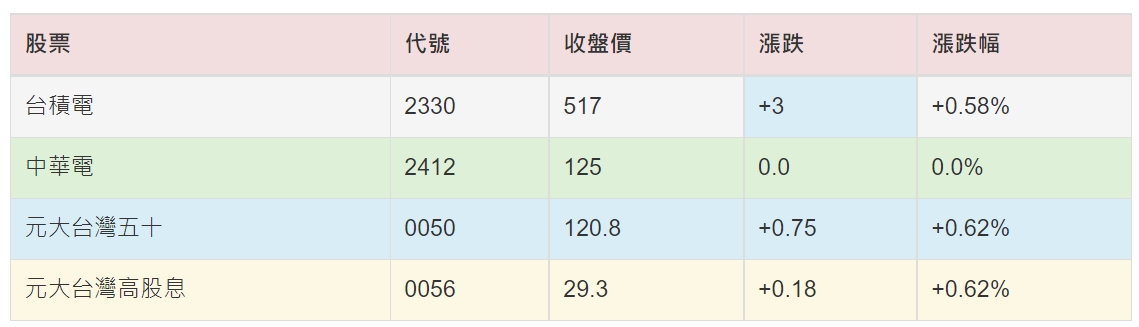 股票 代號 收盤價 漲跌 漲跌幅
台積電 2330 517 +3 +0.58%
中華電 2412 125 0.0 0.0%
元大台灣五十 0050 120.8 +0.75 +0.62%
元大台灣高股息 0056 29.3 +0.18 +0.62%